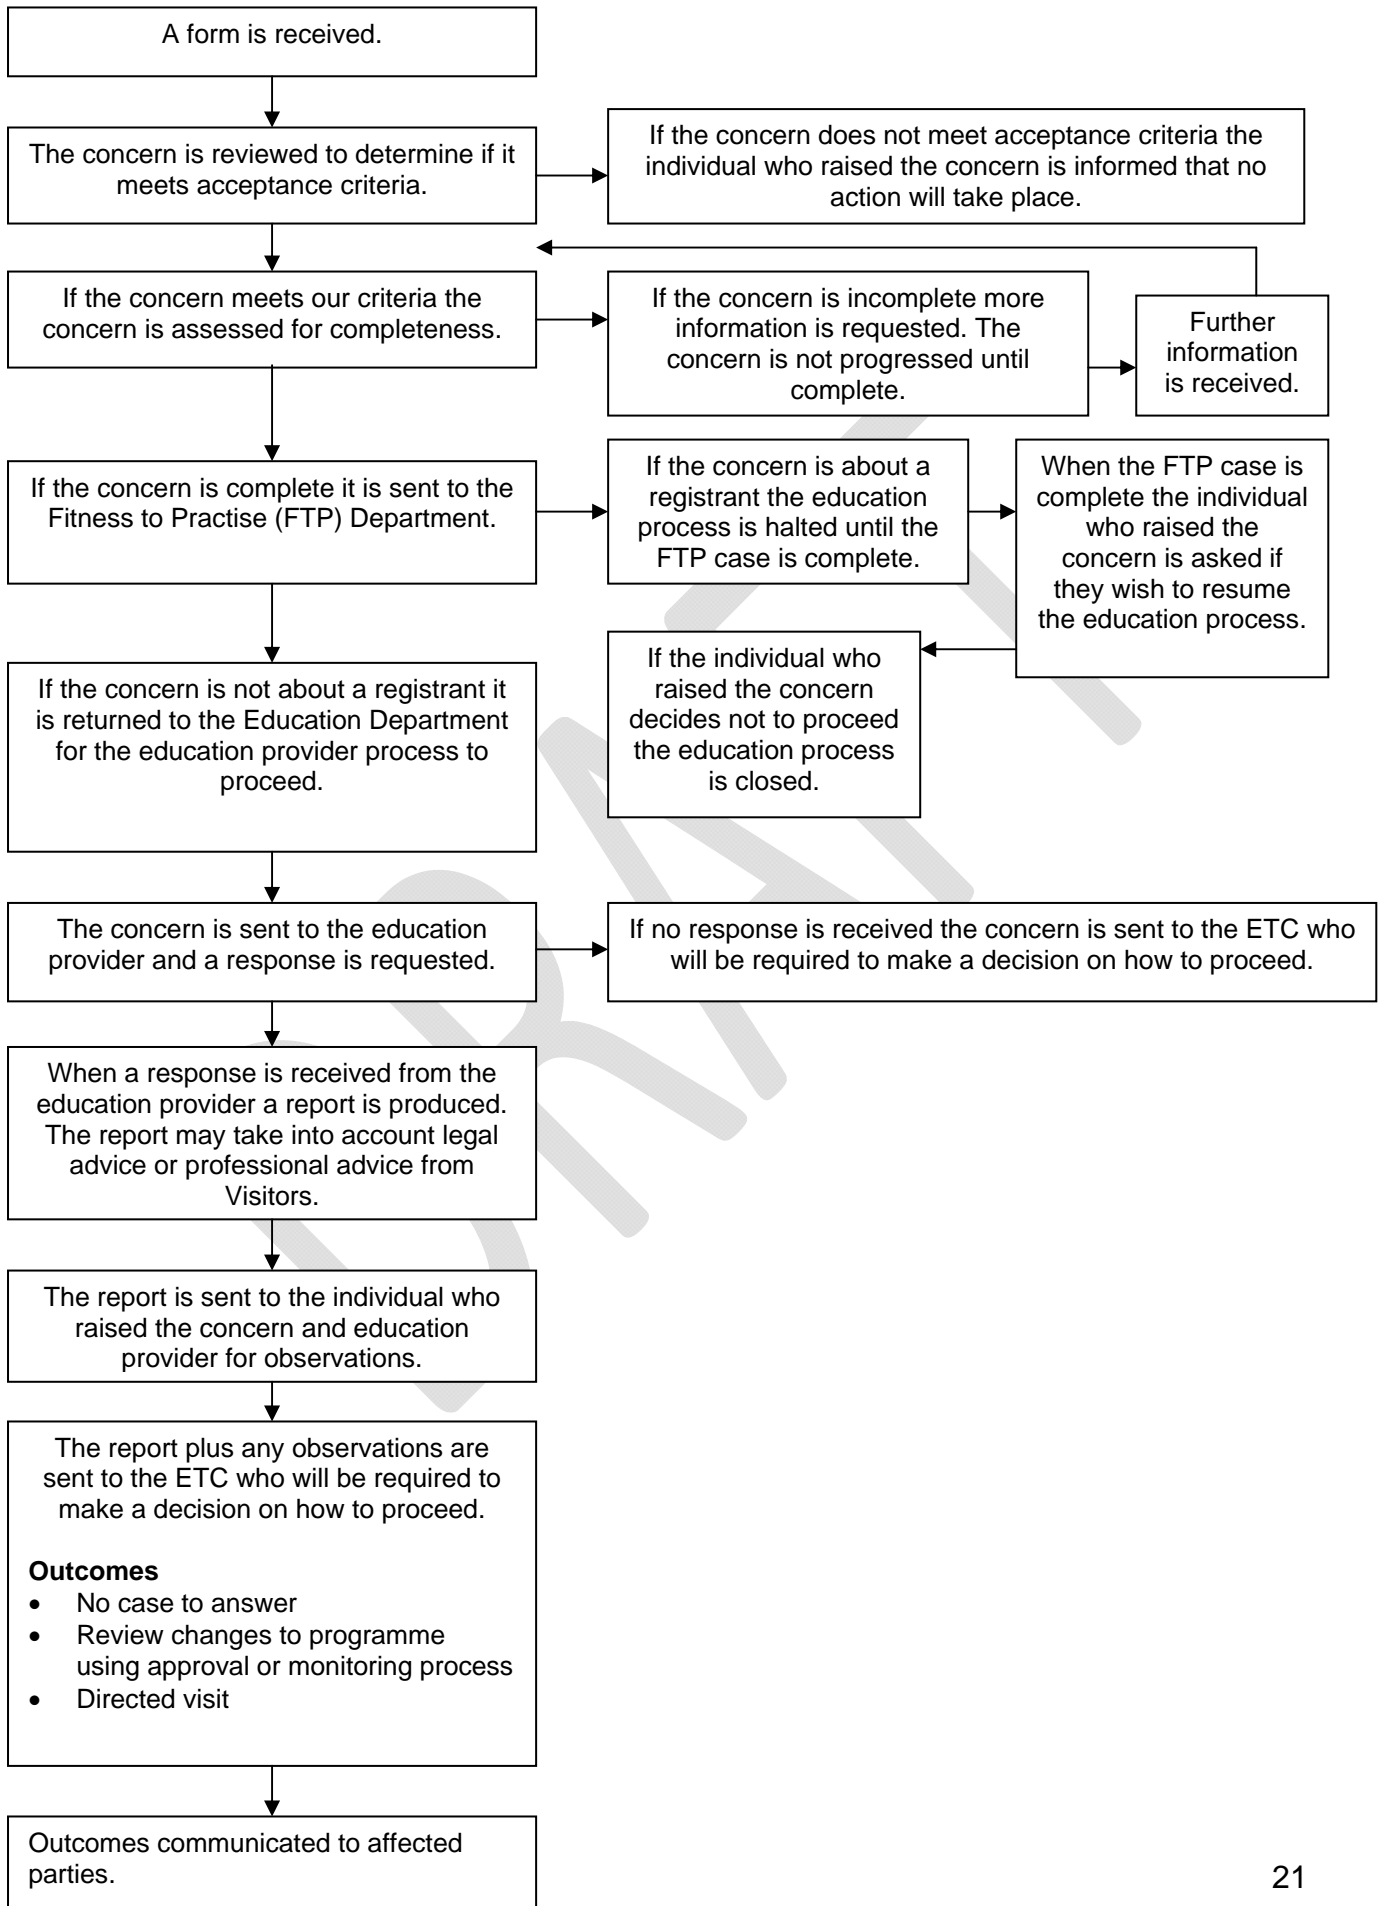 A form is received.
The concern is reviewed to determine if it
meets acceptance criteria.
If the concern does not meet acceptance criteria the
individual who raised the concern is informed that no
action will take place.
If the concern meets our criteria the
concern is assessed for completeness.
If the concern is incomplete more
information is requested. The
concern is not progressed until
complete.
Further
information
is received.
If the concern is complete it is sent to the
Fitness to Practise (FTP) Department.
If the concern is about a
registrant the education
process is halted until the
FTP case is complete.
When the FTP case is
complete the individual
who raised the
concern is asked if
they wish to resume
the education process.
If the individual who
raised the concern
decides not to proceed
the education process
is closed.
If the concern is not about a registrant it
is returned to the Education Department
for the education provider process to
proceed.
The concern is sent to the education
provider and a response is requested.
If no response is received the concern is sent to the ETC who
will be required to make a decision on how to proceed.
When a response is received from the
education provider a report is produced.
The report may take into account legal
advice or professional advice from
Visitors.
The report is sent to the individual who
raised the concern and education
provider for observations.
The report plus any observations are
sent to the ETC who will be required to
make a decision on how to proceed.
Outcomes
• No case to answer
• Review changes to programme
using approval or monitoring process
• Directed visit
Outcomes communicated to affected
parties.
21
DRAFT